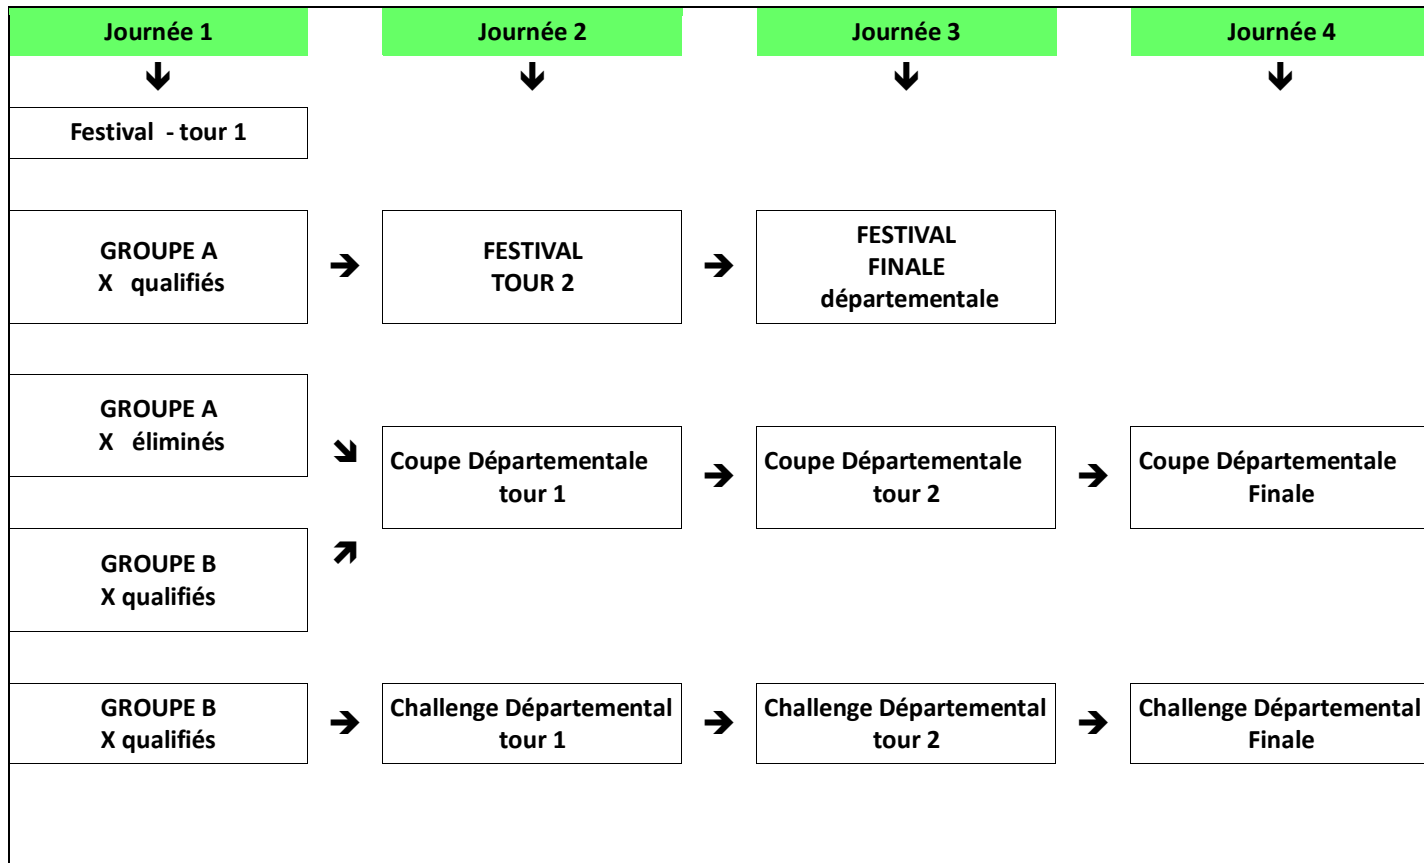 Journée 1
Journée 2
Journée 3
Journée 4
Festival - tour 1
GROUPE A
X qualifiés
FESTIVAL
TOUR 2
FESTIVAL
FINALE
départementale
GROUPE A
X éliminés
Coupe Départementale
tour 1
Coupe Départementale
tour 2
Coupe Départementale
Finale
GROUPE B
X qualifiés
GROUPE B
X qualifiés
Challenge Départemental
tour 1
Challenge Départemental
tour 2
Challenge Départemental
Finale